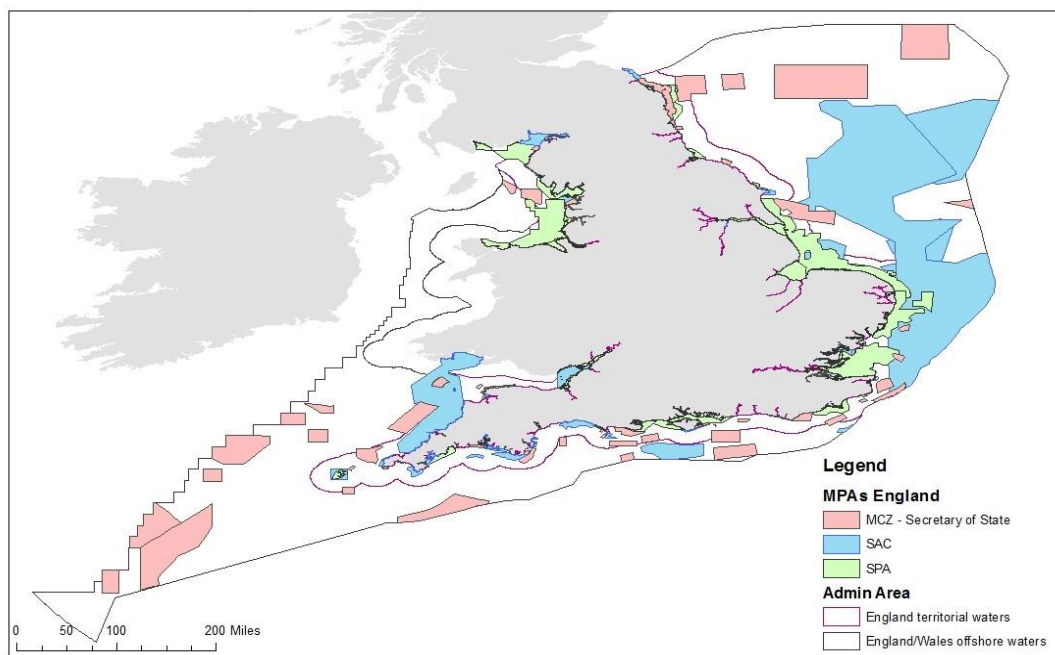 Legend
MPAs England
MCZ - Secretary of State
SAC
SPA
Admin Area
England territorial waters
England/Wales offshore waters
0 50 100 200 Miles